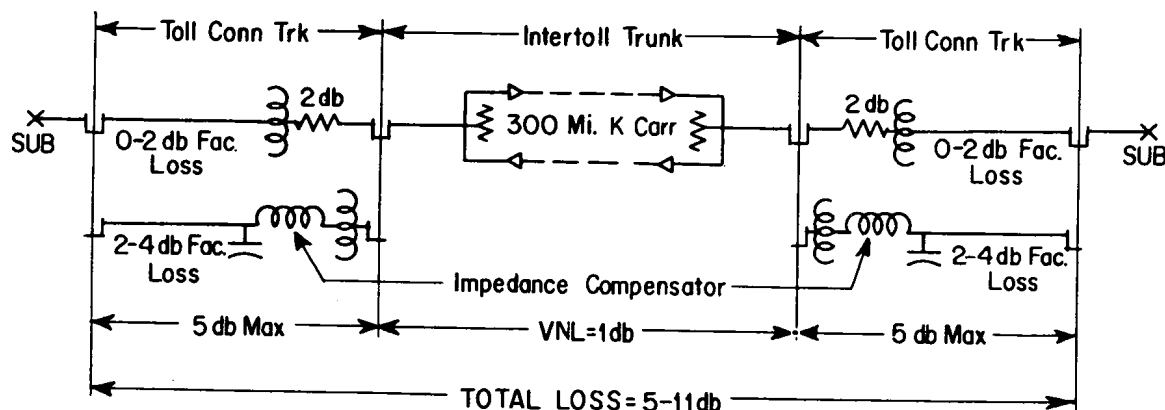 Toll Conn Trk
Intertoll Trunk
Toll Conn Trk
SUB
2 db
0-2 db Fac.
Loss
300 Mi. K Carr
2 db
0-2 db Fac.
Loss
SUB
2-4 db Fac.
Loss
Impedance Compensator
2-4 db Fac.
Loss
5 db Max
VNL=1db
5 db Max
TOTAL LOSS=5-11db